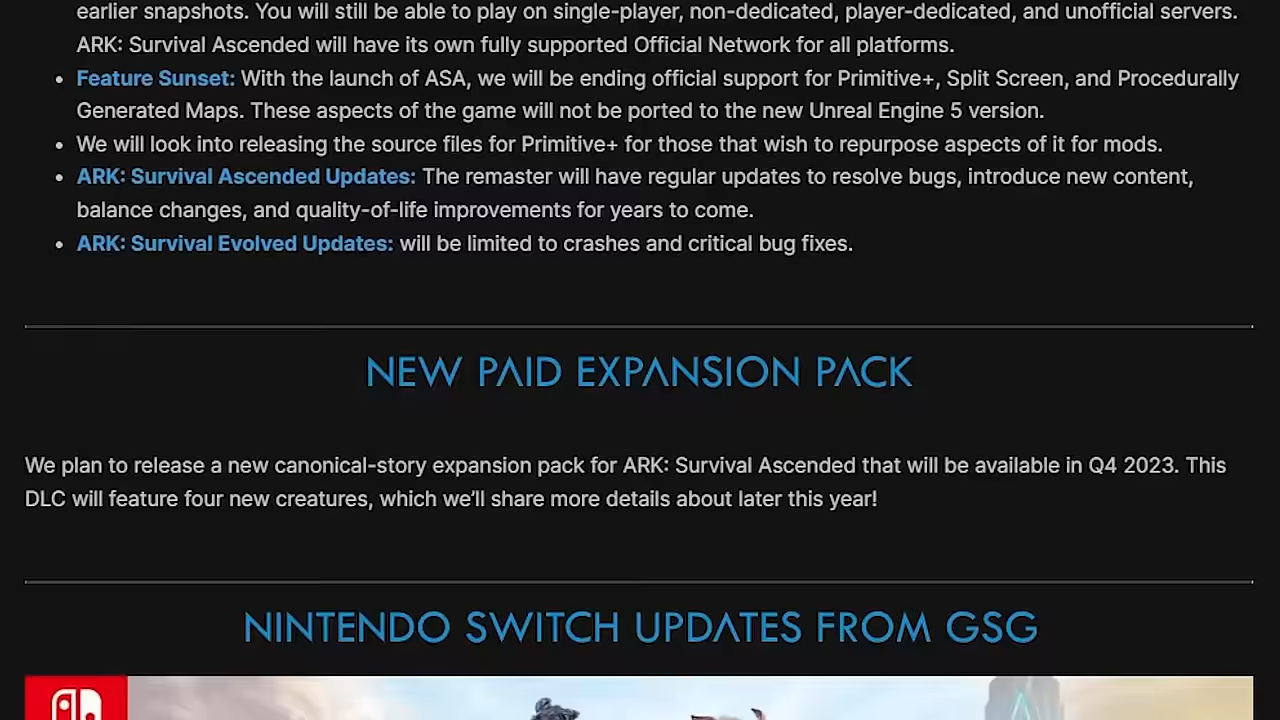 earlier snapshots. You will still be able to play on single-player, non-dedicated, player-dedicated, and unofficial servers.
ARK: Survival Ascended will have its own fully supported Official Network for all platforms.
• Feature Sunset: With the launch of ASA, we will be ending official support for Primitive+, Split Screen, and Procedurally
Generated Maps. These aspects of the game will not be ported to the new Unreal Engine 5 version.
• We will look into releasing the source files for Primitive+ for those that wish to repurpose aspects of it for mods.
• ARK: Survival Ascended Updates: The remaster will have regular updates to resolve bugs, introduce new content,
balance changes, and quality-of-life improvements for years to come.
• ARK: Survival Evolved Updates: will be limited to crashes and critical bug fixes.
NEW PAID EXPANSION PACK
We plan to release a new canonical-story expansion pack for ARK: Survival Ascended that will be available in Q4 2023. This
DLC will feature four new creatures, which we’ll share more details about later this year!
NINTENDO SWITCH UPDATES FROM GSG